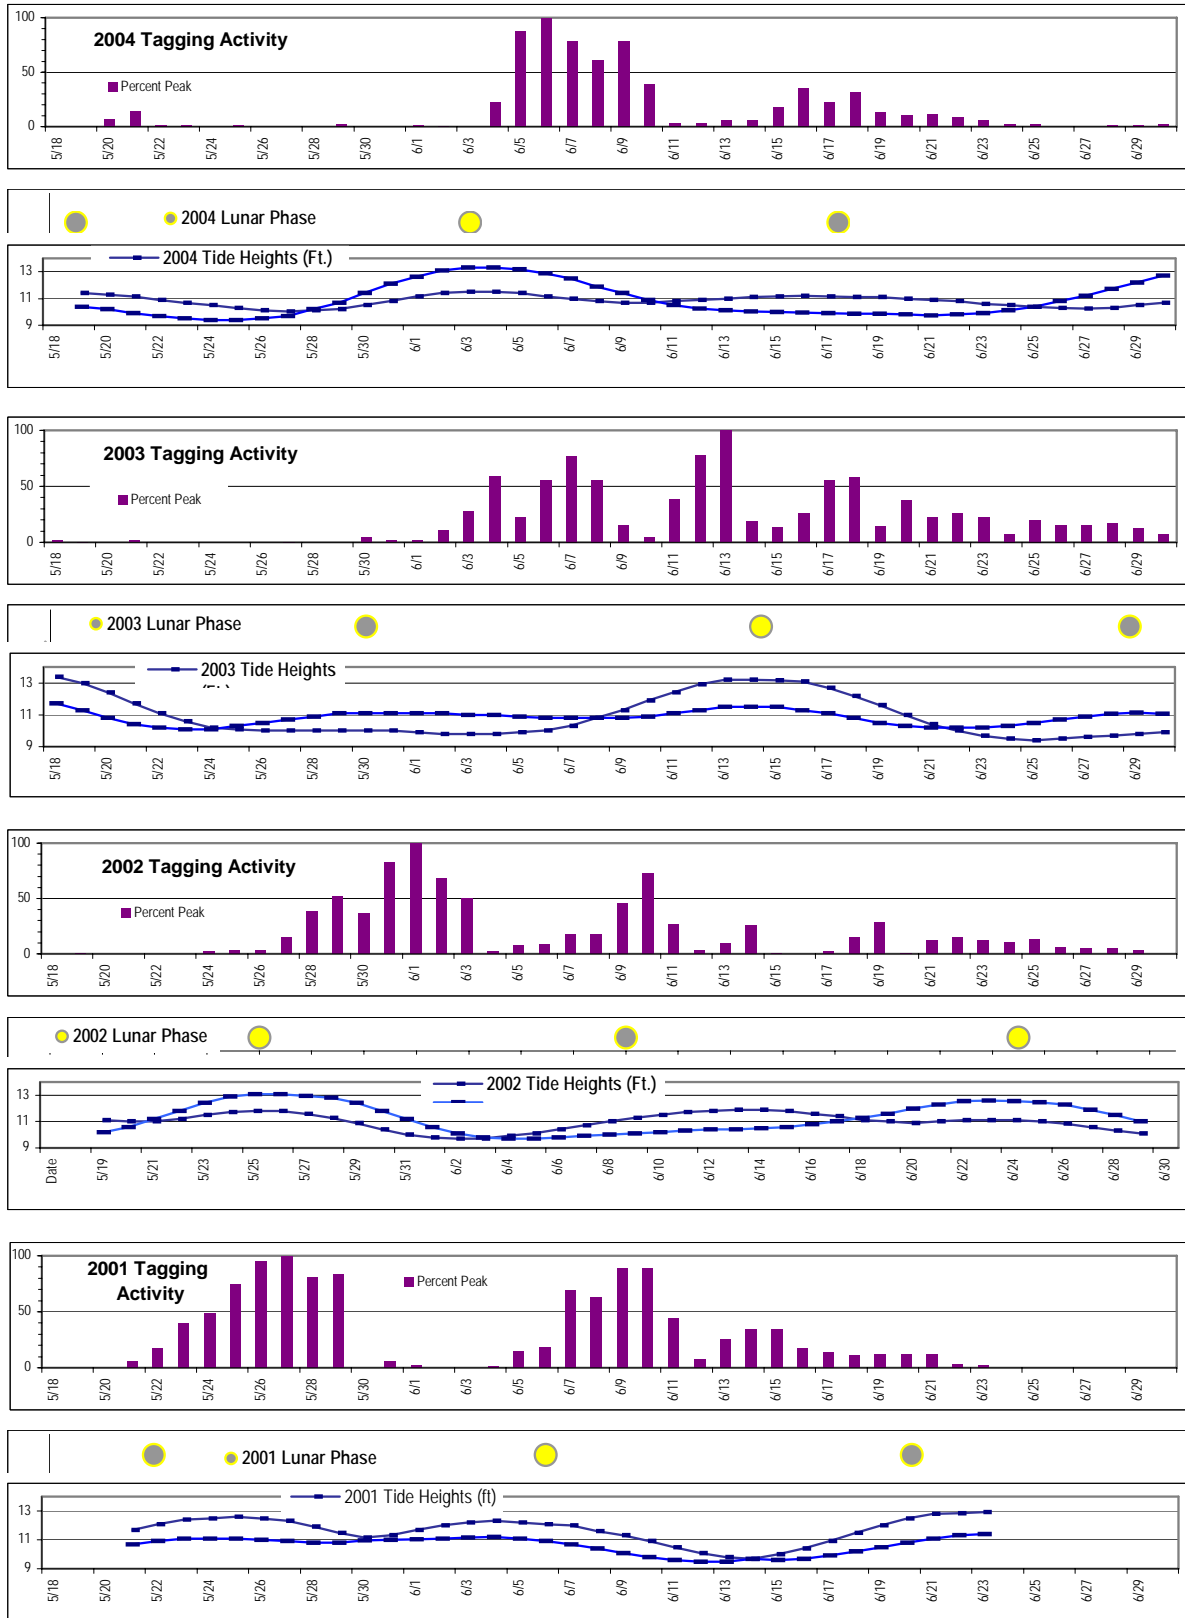 2004 Tagging Activity
Percent Peak
100
50
0
5/18 5/20 5/22 5/24 5/26 5/28 5/30 6/1 6/3 6/5 6/7 6/9 6/11 6/13 6/15 6/17 6/19 6/21 6/23 6/25 6/27 6/29
2004 Lunar Phase
2004 Tide Heights (Ft.)
13
11
9
5/18 5/20 5/22 5/24 5/26 5/28 5/30 6/1 6/3 6/5 6/7 6/9 6/11 6/13 6/15 6/17 6/19 6/21 6/23 6/25 6/27 6/29
2003 Tagging Activity
Percent Peak
100
50
0
5/18 5/20 5/22 5/24 5/26 5/28 5/30 6/1 6/3 6/5 6/7 6/9 6/11 6/13 6/15 6/17 6/19 6/21 6/23 6/25 6/27 6/29
2003 Lunar Phase
2003 Tide Heights
13
11
9
5/18 5/20 5/22 5/24 5/26 5/28 5/30 6/1 6/3 6/5 6/7 6/9 6/11 6/13 6/15 6/17 6/19 6/21 6/23 6/25 6/27 6/29
2002 Tagging Activity
Percent Peak
100
50
0
5/18 5/20 5/22 5/24 5/26 5/28 5/30 6/1 6/3 6/5 6/7 6/9 6/11 6/13 6/15 6/17 6/19 6/21 6/23 6/25 6/27 6/29
2002 Lunar Phase
2002 Tide Heights (Ft.)
13
11
9
Date 5/19 5/21 5/23 5/25 5/27 5/29 5/31 6/2 6/4 6/6 6/8 6/10 6/12 6/14 6/16 6/18 6/20 6/22 6/24 6/26 6/28 6/30
2001 Tagging
Activity
Percent Peak
100
50
0
5/18 5/20 5/22 5/24 5/26 5/28 5/30 6/1 6/3 6/5 6/7 6/9 6/11 6/13 6/15 6/17 6/19 6/21 6/23 6/25 6/27 6/29
2001 Lunar Phase
2001 Tide Heights (ft)
13
11
9
5/18 5/20 5/22 5/24 5/26 5/28 5/30 6/1 6/3 6/5 6/7 6/9 6/11 6/13 6/15 6/17 6/19 6/21 6/23 6/25 6/27 6/29